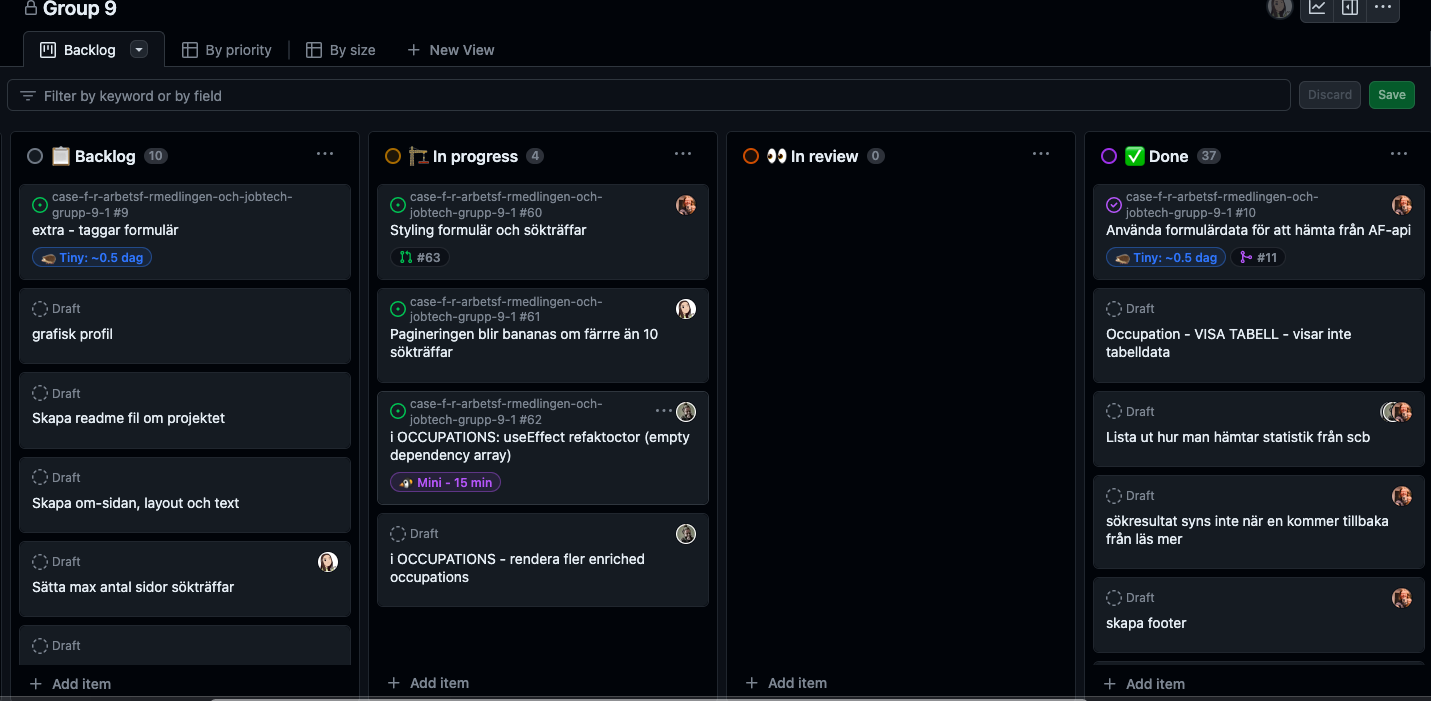 Group 9
Backlog
By priority
By size
New View
Filter by keyword or by field
Discard
Save
Backlog 10
case-f-r-arbetsf-rmedlingen-och-jobtech-
grupp-9-1 #9
extra - taggar formulär
Tiny: ~0.5 dag
Draft
grafisk profil
Draft
Skapa readme fil om projektet
Draft
Skapa om-sidan, layout och text
Draft
Sätta max antal sidor sökträffar
Draft
Add item
In progress 4
case-f-r-arbetsf-rmedlingen-och-
jobtech-grupp-9-1 #60
Styling formulär och sökträffar
#63
case-f-r-arbetsf-rmedlingen-och-
jobtech-grupp-9-1 #61
Pagineringen blir bananas om färrre än 10
sökträffar
case-f-r-arbetsf-rmedlingen-och-
jobtech-grupp-9-1 #62
i OCCUPATIONS: useEffect refaktoctor (empty
dependency array)
Mini - 15 min
Draft
i OCCUPATIONS - rendera fler enriched
occupations
Add item
In review 0
Add item
Done 37
case-f-r-arbetsf-rmedlingen-och-
jobtech-grupp-9-1 #10
Använda formulärdata för att hämta från AF-api
Tiny: ~0.5 dag
#11
Draft
Occupation - VISA TABELL - visar inte
tabelldata
Draft
Lista ut hur man hämtar statistik från scb
Draft
sökresultat syns inte när en kommer tillbaka
från läs mer
Draft
skapa footer
Add item